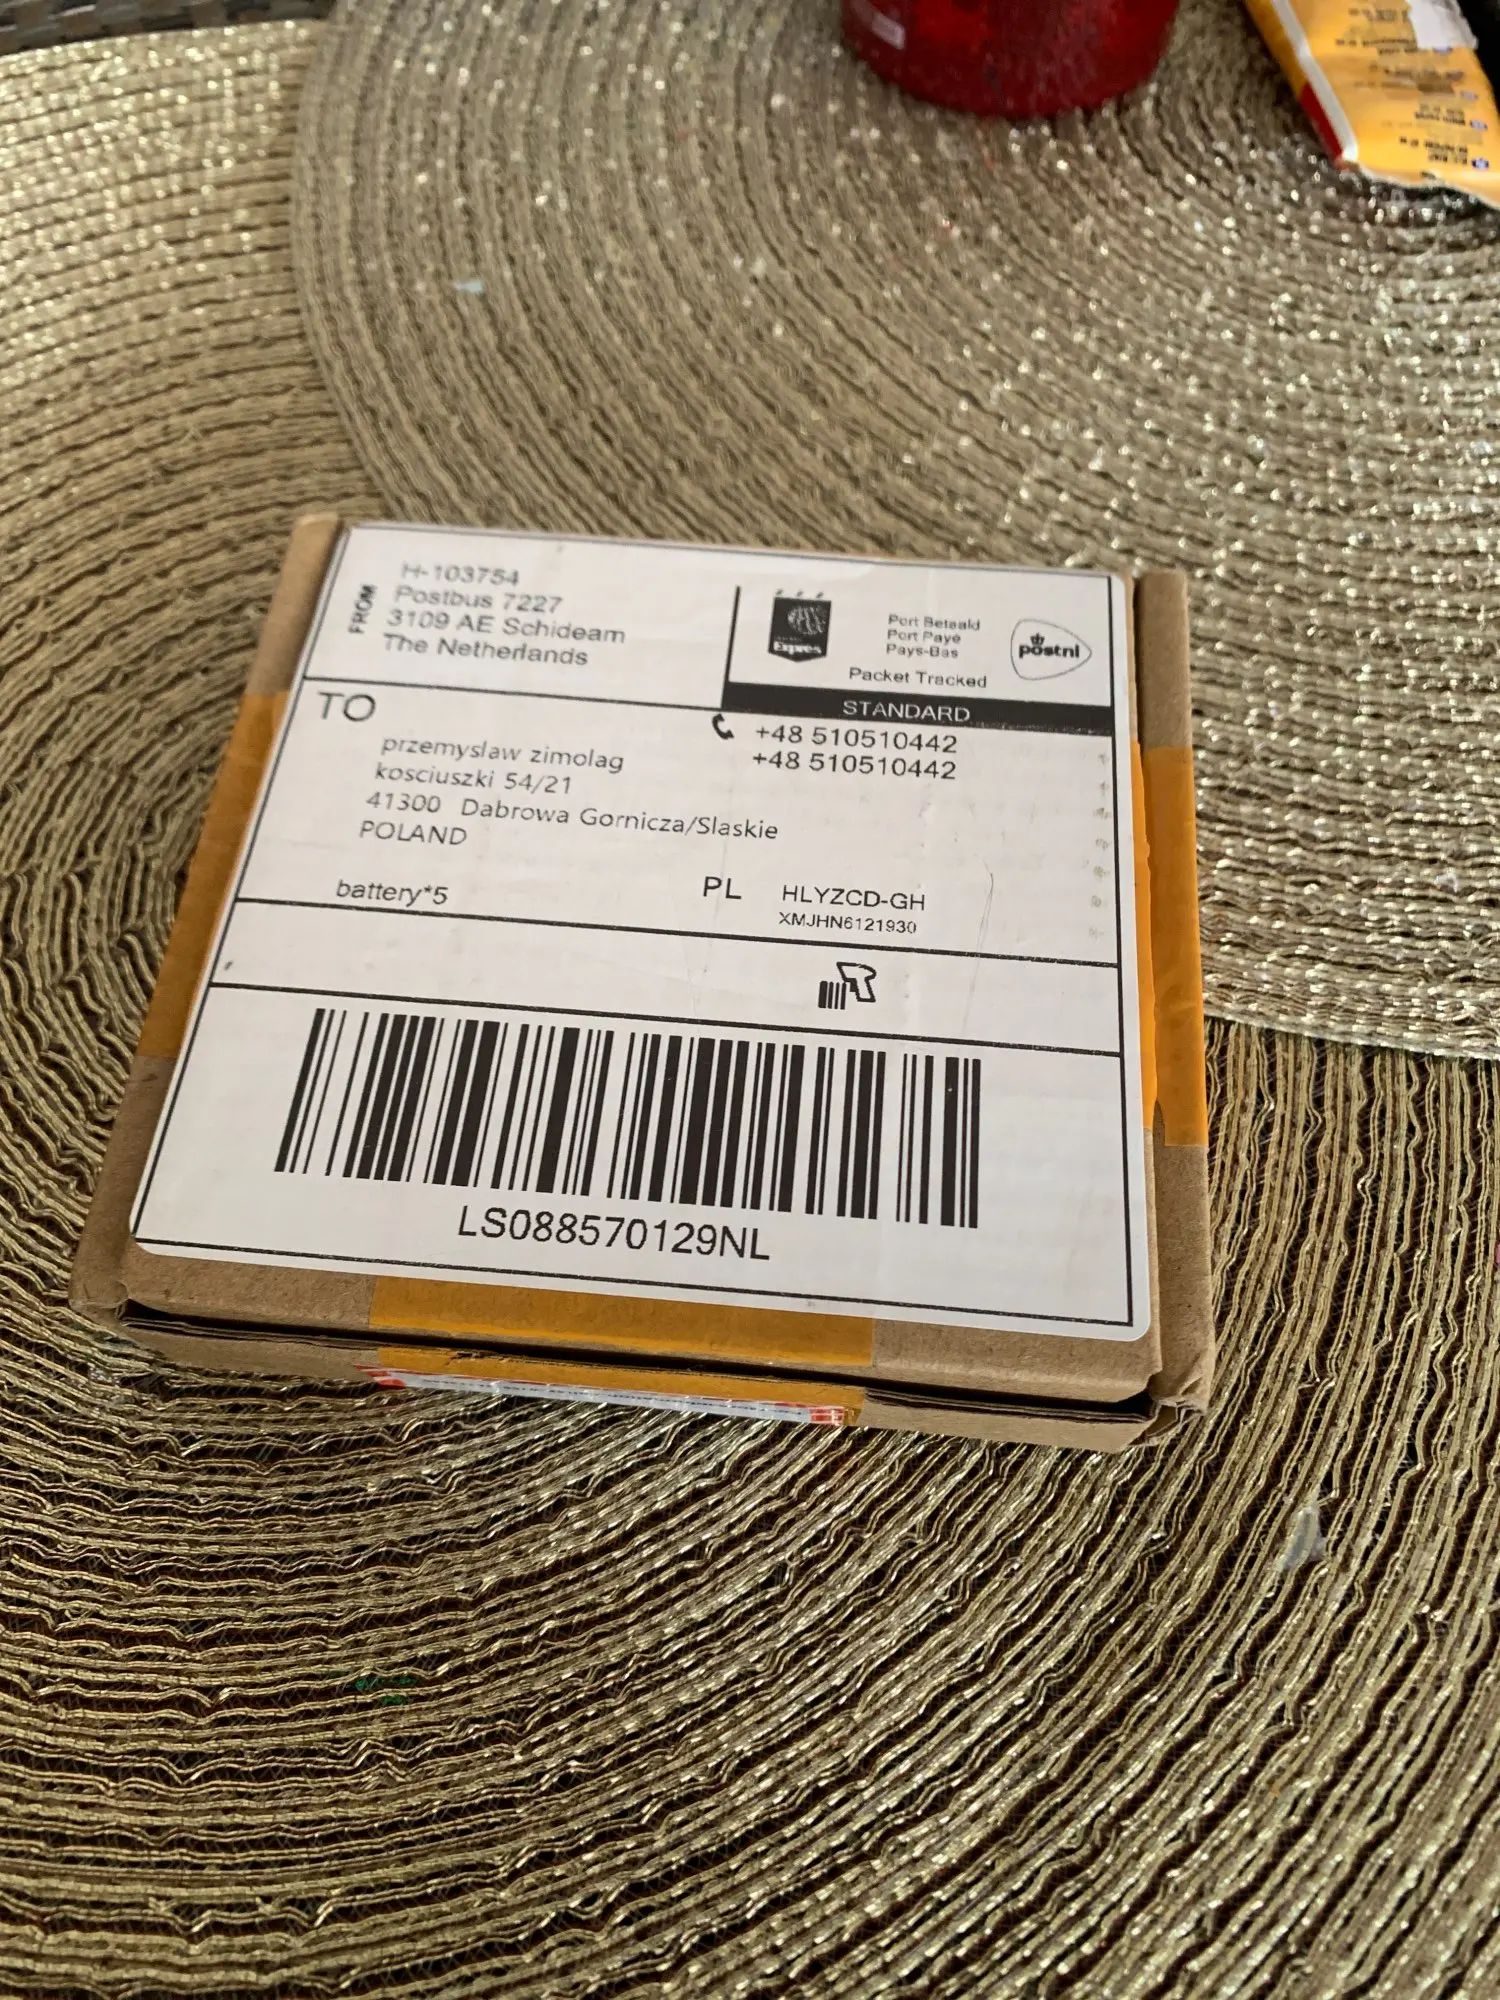 FROM
H-103754
Postbus 7227
3109 AE Schideam
The Netherlands
Expres
Port Betaald
Port Paye
Pays-Bas
postnl
Packet Tracked
STANDARD
TO
+48 510510442
+48 510510442
przemyslaw zimolag
kosciuszki 54/21
41300 Dabrowa Gornicza/Slaskie
POLAND
battery*5
PL
HLYZCD-GH
XMJHN6121930
LS088570129NL